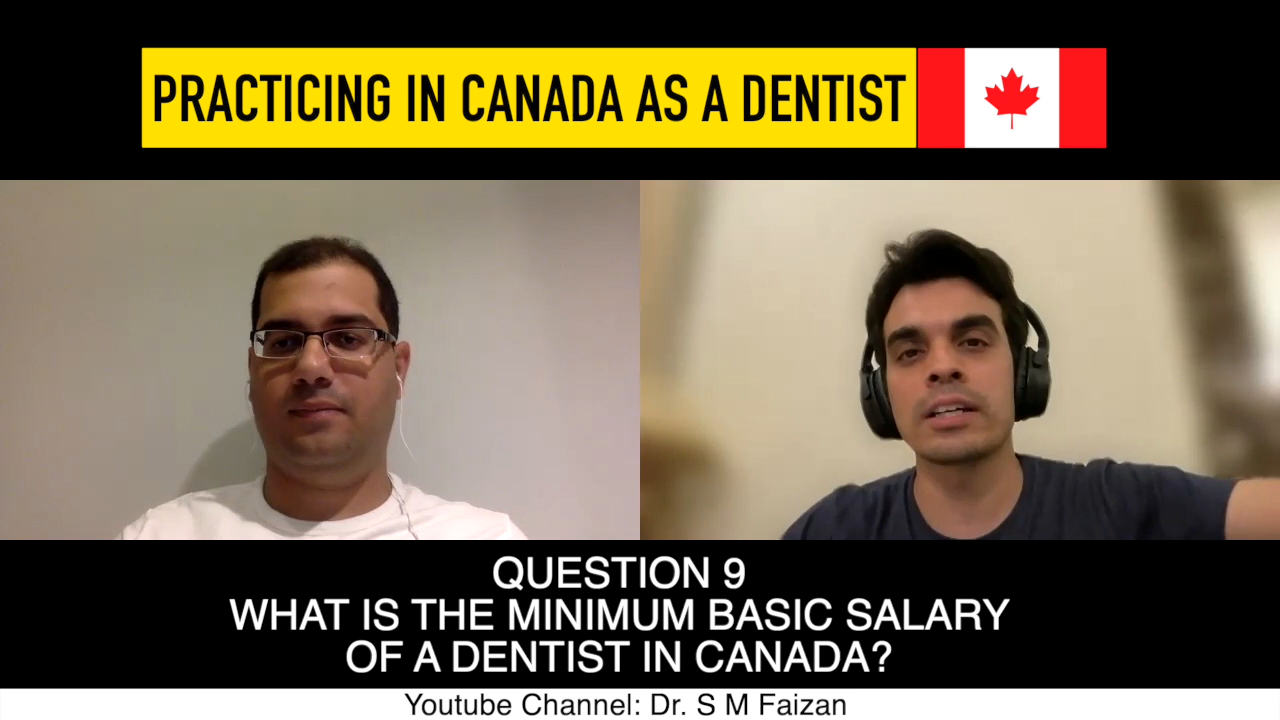 PRACTICING IN CANADA AS A DENTIST
QUESTION 9
WHAT IS THE MINIMUM BASIC SALARY
OF A DENTIST IN CANADA?
Youtube Channel: Dr. S M Faizan